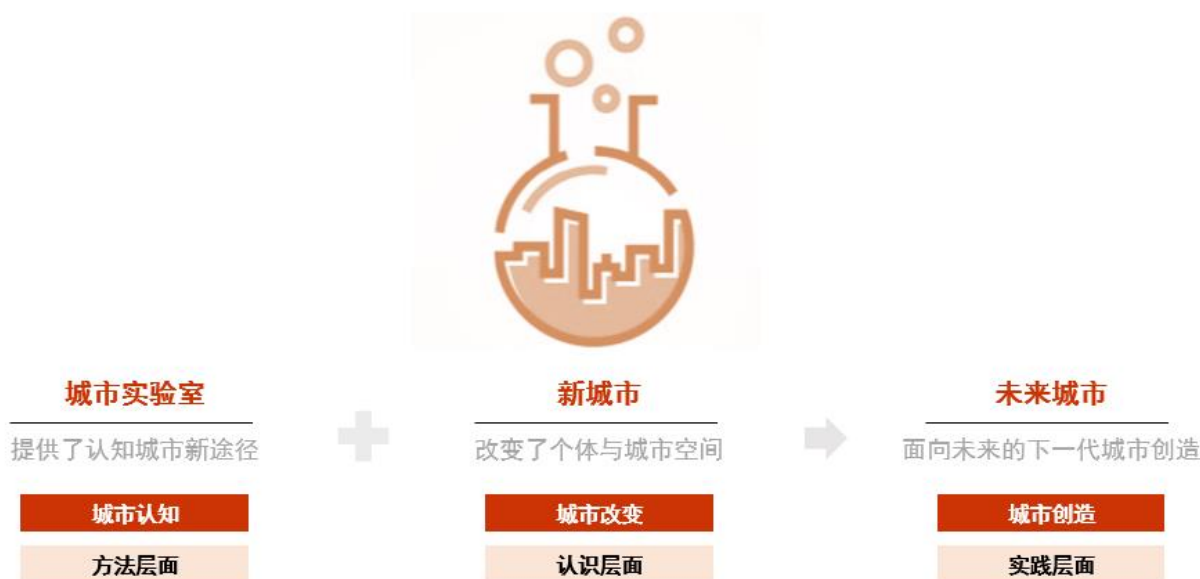 城市实验室
提供了认知城市新途径
城市认知
方法层面
新城市
改变了个体与城市空间
城市改变
认识层面
未来城市
面向未来的下一代城市创造
城市创造
实践层面